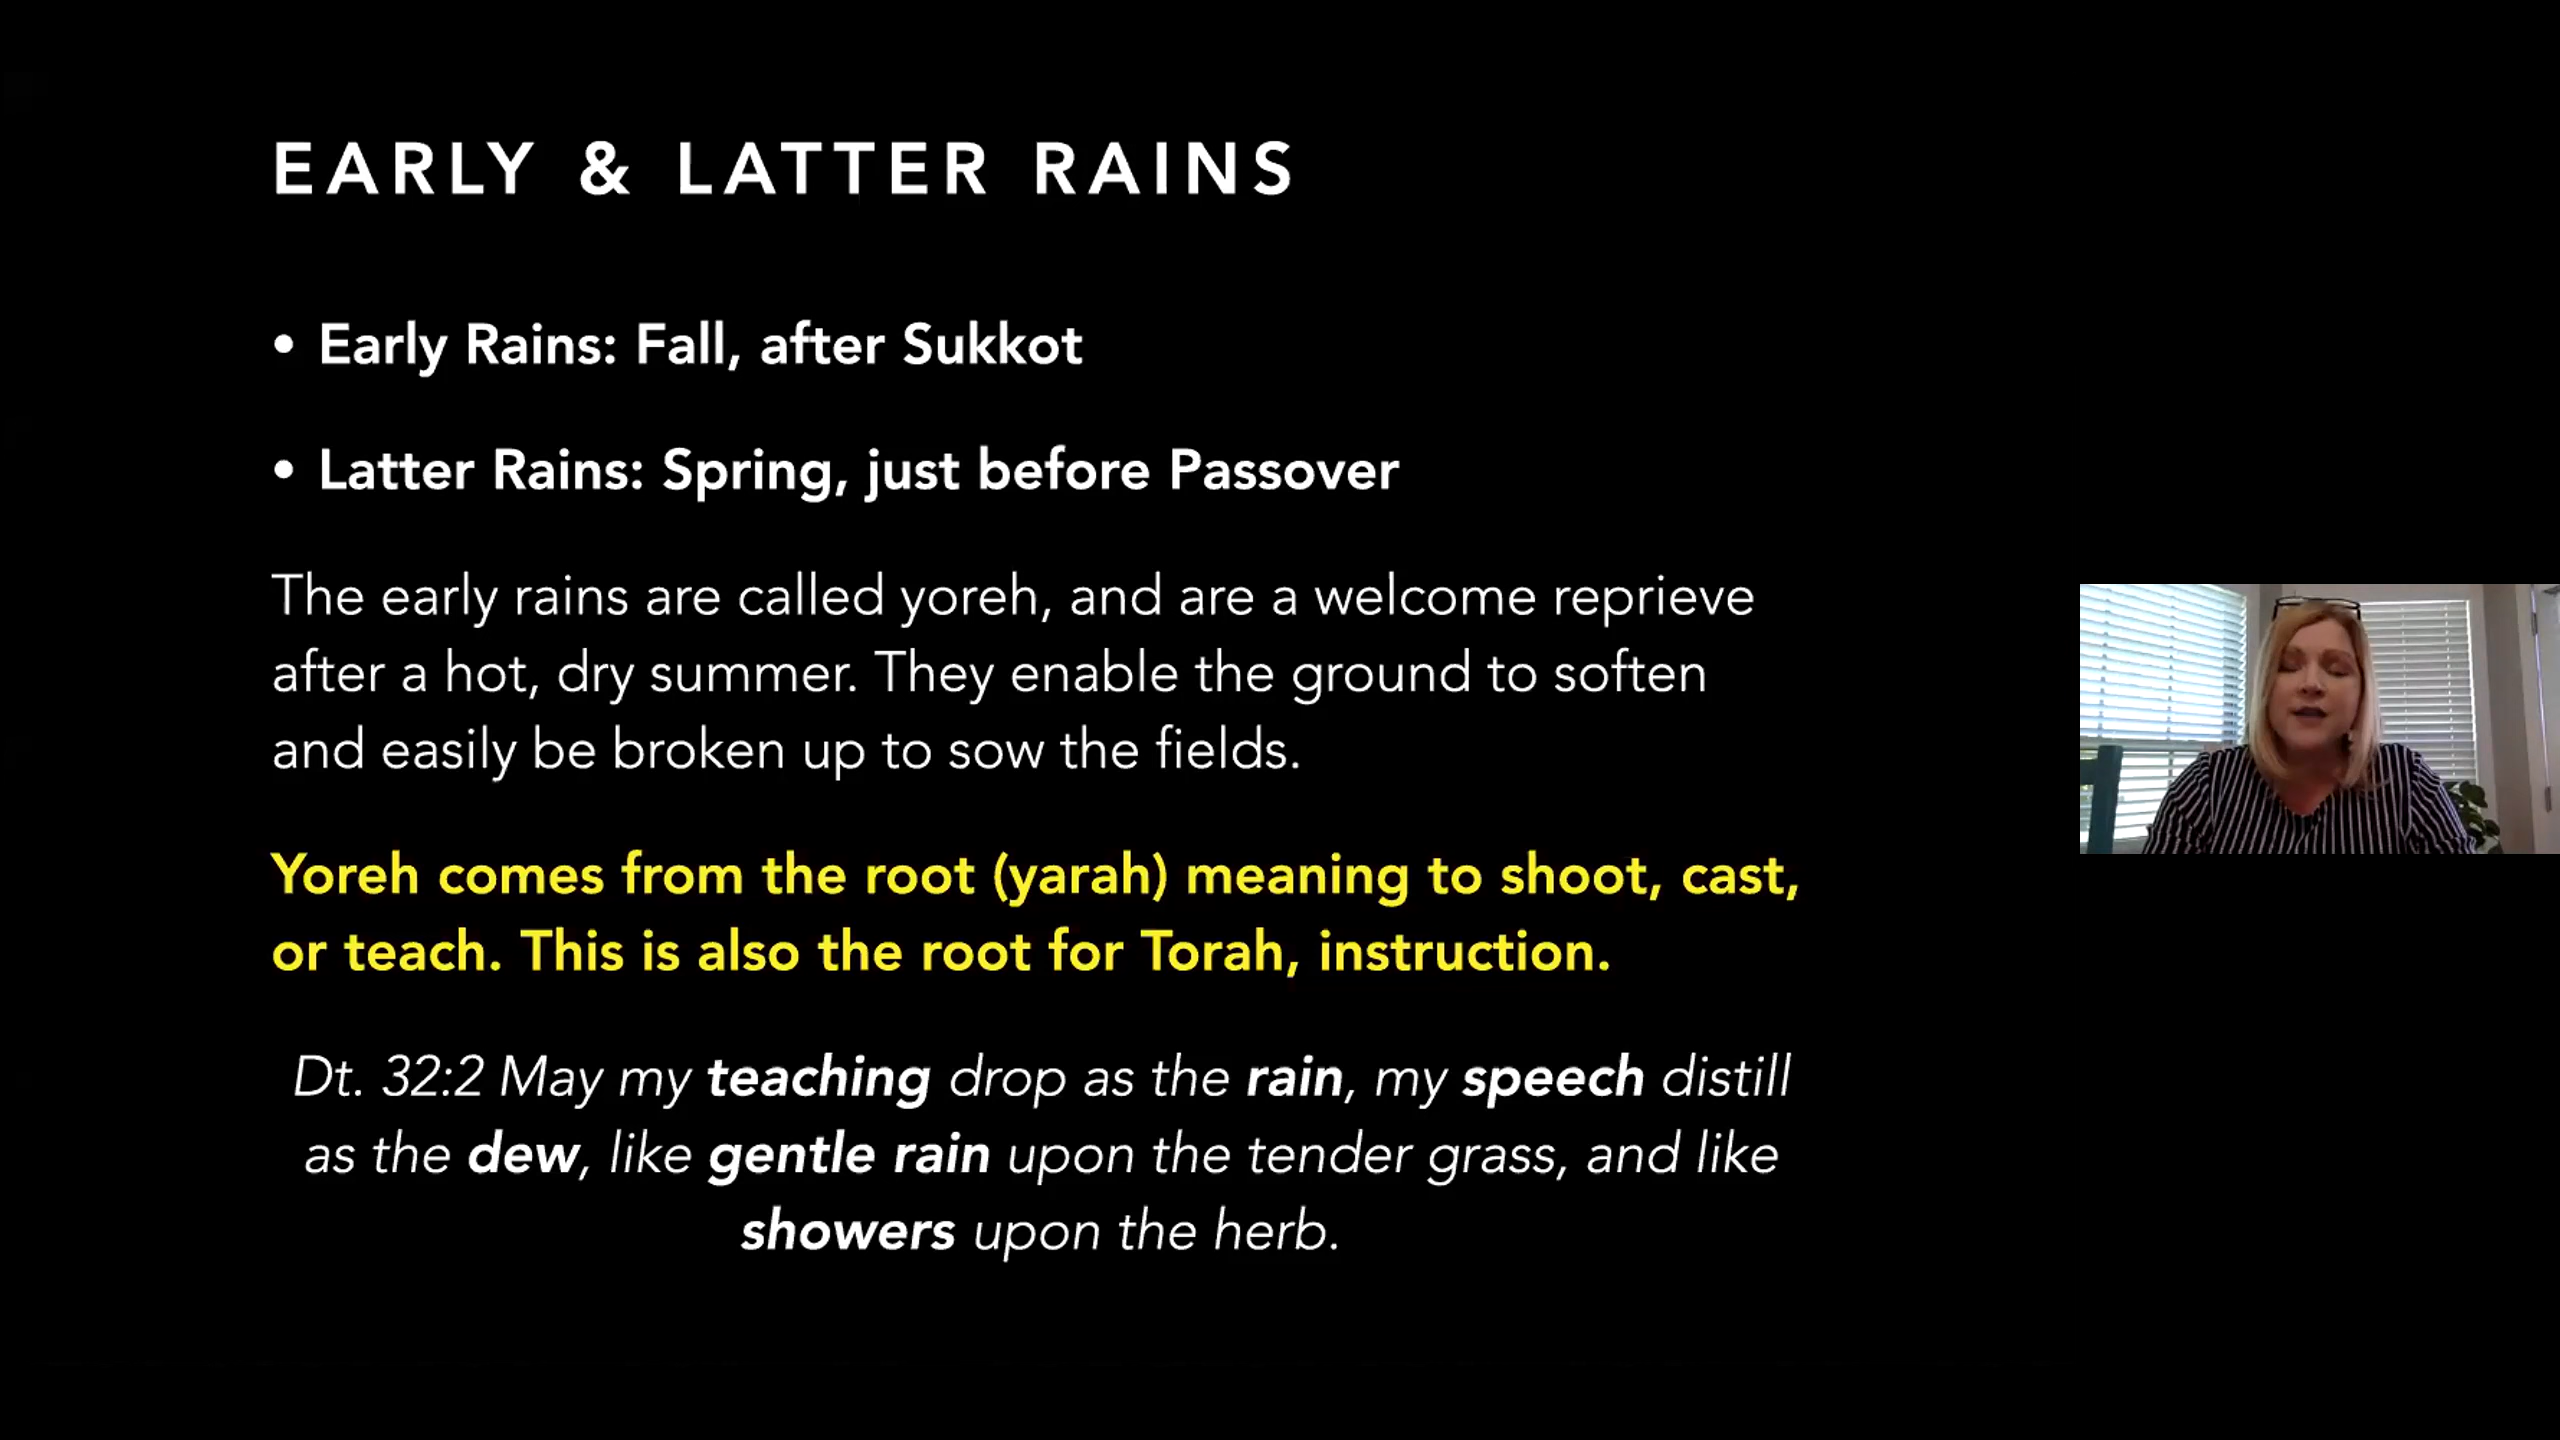 EARLY & LATTER RAINS
• Early Rains: Fall, after Sukkot
• Latter Rains: Spring, just before Passover
The early rains are called yoreh, and are a welcome reprieve
after a hot, dry summer. They enable the ground to soften
and easily be broken up to sow the fields.
Yoreh comes from the root (yarah) meaning to shoot, cast,
or teach. This is also the root for Torah, instruction.
Dt. 32:2 May my teaching drop as the rain, my speech distill
as the dew, like gentle rain upon the tender grass, and like
showers upon the herb.